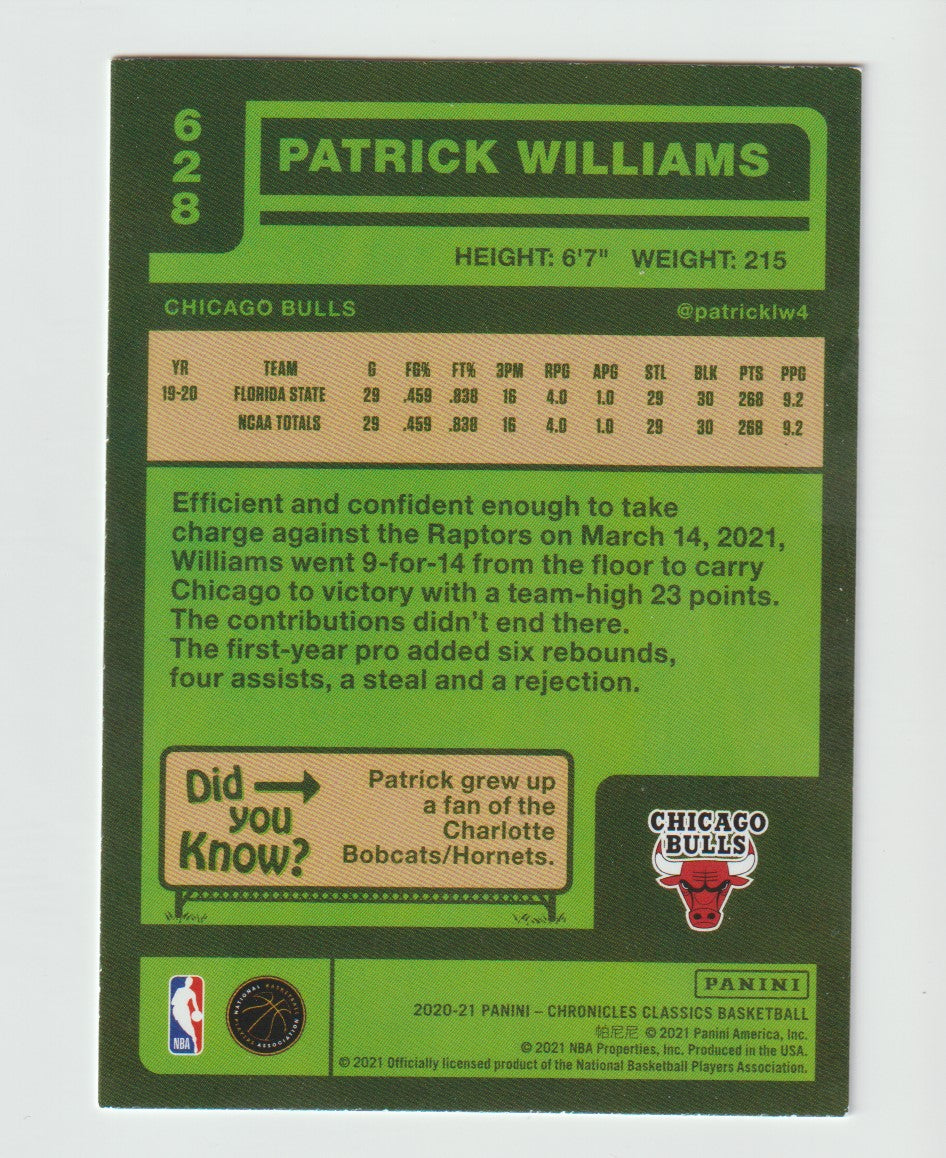 628
PATRICK WILLIAMS
HEIGHT: 6'7" WEIGHT: 215
CHICAGO BULLS @patricklw4
YR TEAM G FG% FT% 3PM RPG APG STL BLK PTS PPG
19-20 FLORIDA STATE 29 .459 .838 16 4.0 1.0 29 30 268 9.2
NCAA TOTALS 29 .459 .838 16 4.0 1.0 29 30 268 9.2
Efficient and confident enough to take
charge against the Raptors on March 14, 2021,
Williams went 9-for-14 from the floor to carry
Chicago to victory with a team-high 23 points.
The contributions didn't end there.
The first-year pro added six rebounds,
four assists, a steal and a rejection.
Did you Know?
Patrick grew up
a fan of the
Charlotte
Bobcats/Hornets.
CHICAGO
BULLS
NBA
NATIONAL BASKETBALL PLAYERS ASSOCIATION
PANINI
2020-21 PANINI – CHRONICLES CLASSICS BASKETBALL
帕尼尼 © 2021 Panini America, Inc.
© 2021 NBA Properties, Inc. Produced in the USA.
© 2021 Officially licensed product of the National Basketball Players Association.